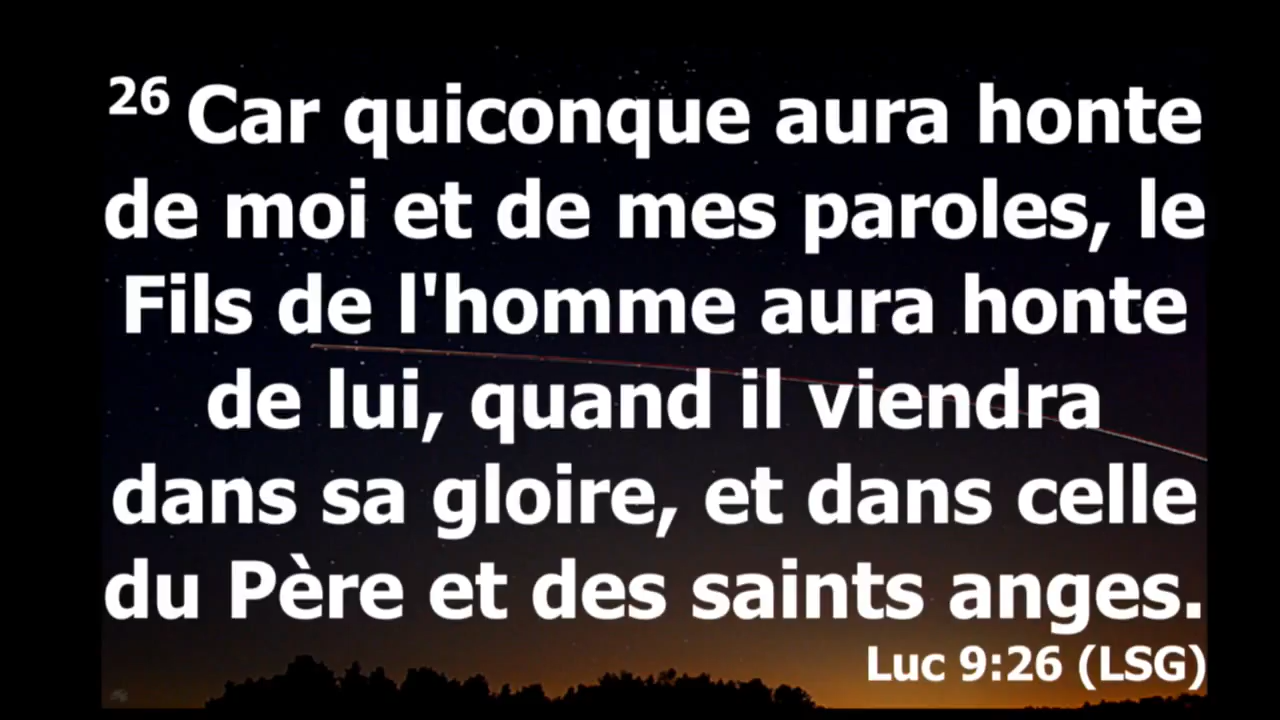 26 Car quiconque aura honte
de moi et de mes paroles, le
Fils de l'homme aura honte
de lui, quand il viendra
dans sa gloire, et dans celle
du Père et des saints anges.
Luc 9:26 (LSG)